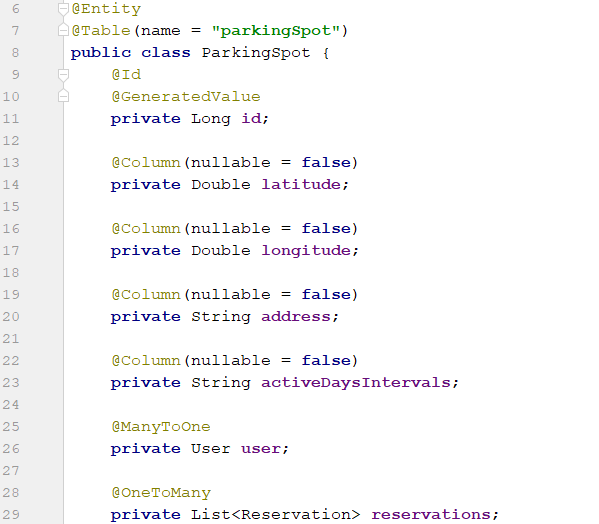 6 @Entity
7 @Table(name = "parkingSpot")
8 public class ParkingSpot {
9 @Id
10 @GeneratedValue
11 private Long id;
12
13 @Column(nullable = false)
14 private Double latitude;
15
16 @Column(nullable = false)
17 private Double longitude;
18
19 @Column(nullable = false)
20 private String address;
21
22 @Column(nullable = false)
23 private String activeDaysIntervals;
24
25 @ManyToOne
26 private User user;
27
28 @OneToMany
29 private List<Reservation> reservations;